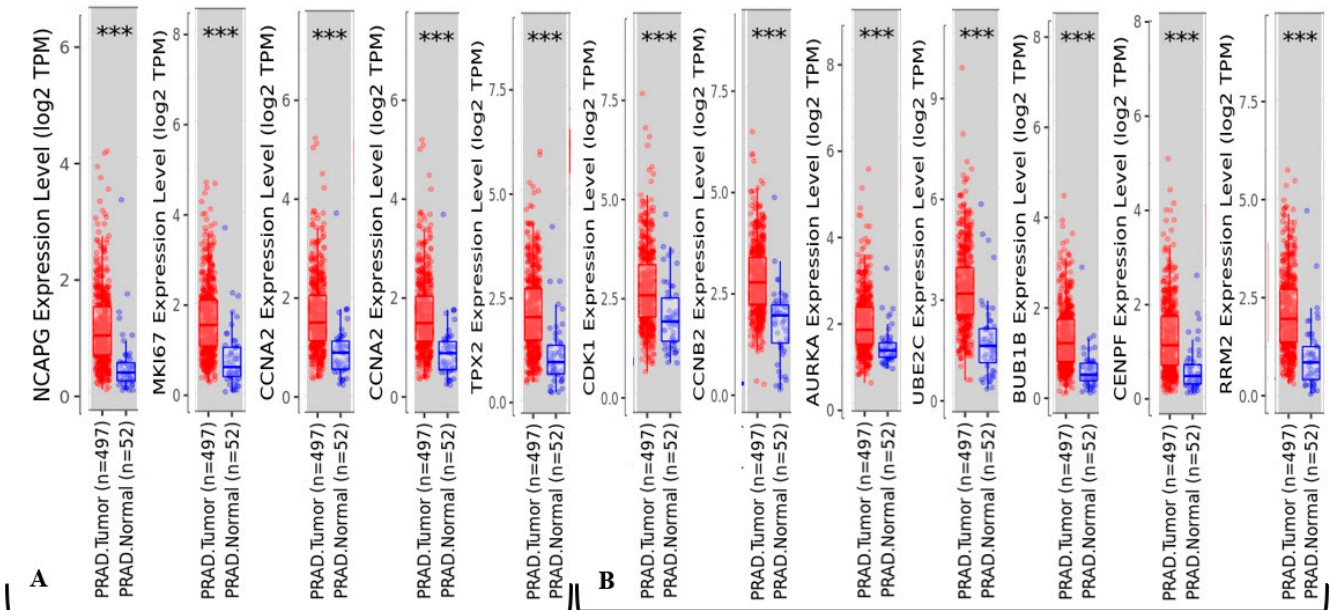 NCAPG Expression Level (log2 TPM)
***
6
4
2
0
PRAD.Tumor (n=497)
PRAD.Normal (n=52)
MKI67 Expression Level (log2 TPM)
***
8
6
4
2
0
PRAD.Tumor (n=497)
PRAD.Normal (n=52)
CCNA2 Expression Level (log2 TPM)
***
6
4
2
0
PRAD.Tumor (n=497)
PRAD.Normal (n=52)
CCNA2 Expression Level (log2 TPM)
***
6
4
2
0
PRAD.Tumor (n=497)
PRAD.Normal (n=52)
TPX2 Expression Level (log2 TPM)
***
7.5
5.0
2.5
0.0
PRAD.Tumor (n=497)
PRAD.Normal (n=52)
CDK1 Expression Level (log2 TPM)
***
7.5
5.0
2.5
0.0
PRAD.Tumor (n=497)
PRAD.Normal (n=52)
CCNB2 Expression Level (log2 TPM)
***
7.5
5.0
2.5
0.0
PRAD.Tumor (n=497)
PRAD.Normal (n=52)
AURKA Expression Level (log2 TPM)
***
8
6
4
2
0
PRAD.Tumor (n=497)
PRAD.Normal (n=52)
UBE2C Expression Level (log2 TPM)
***
9
6
3
0
PRAD.Tumor (n=497)
PRAD.Normal (n=52)
BUB1B Expression Level (log2 TPM)
***
8
6
4
2
0
PRAD.Tumor (n=497)
PRAD.Normal (n=52)
CENPF Expression Level (log2 TPM)
***
8
6
4
2
0
PRAD.Tumor (n=497)
PRAD.Normal (n=52)
RRM2 Expression Level (log2 TPM)
***
7.5
5.0
2.5
0.0
PRAD.Tumor (n=497)
PRAD.Normal (n=52)
A
B